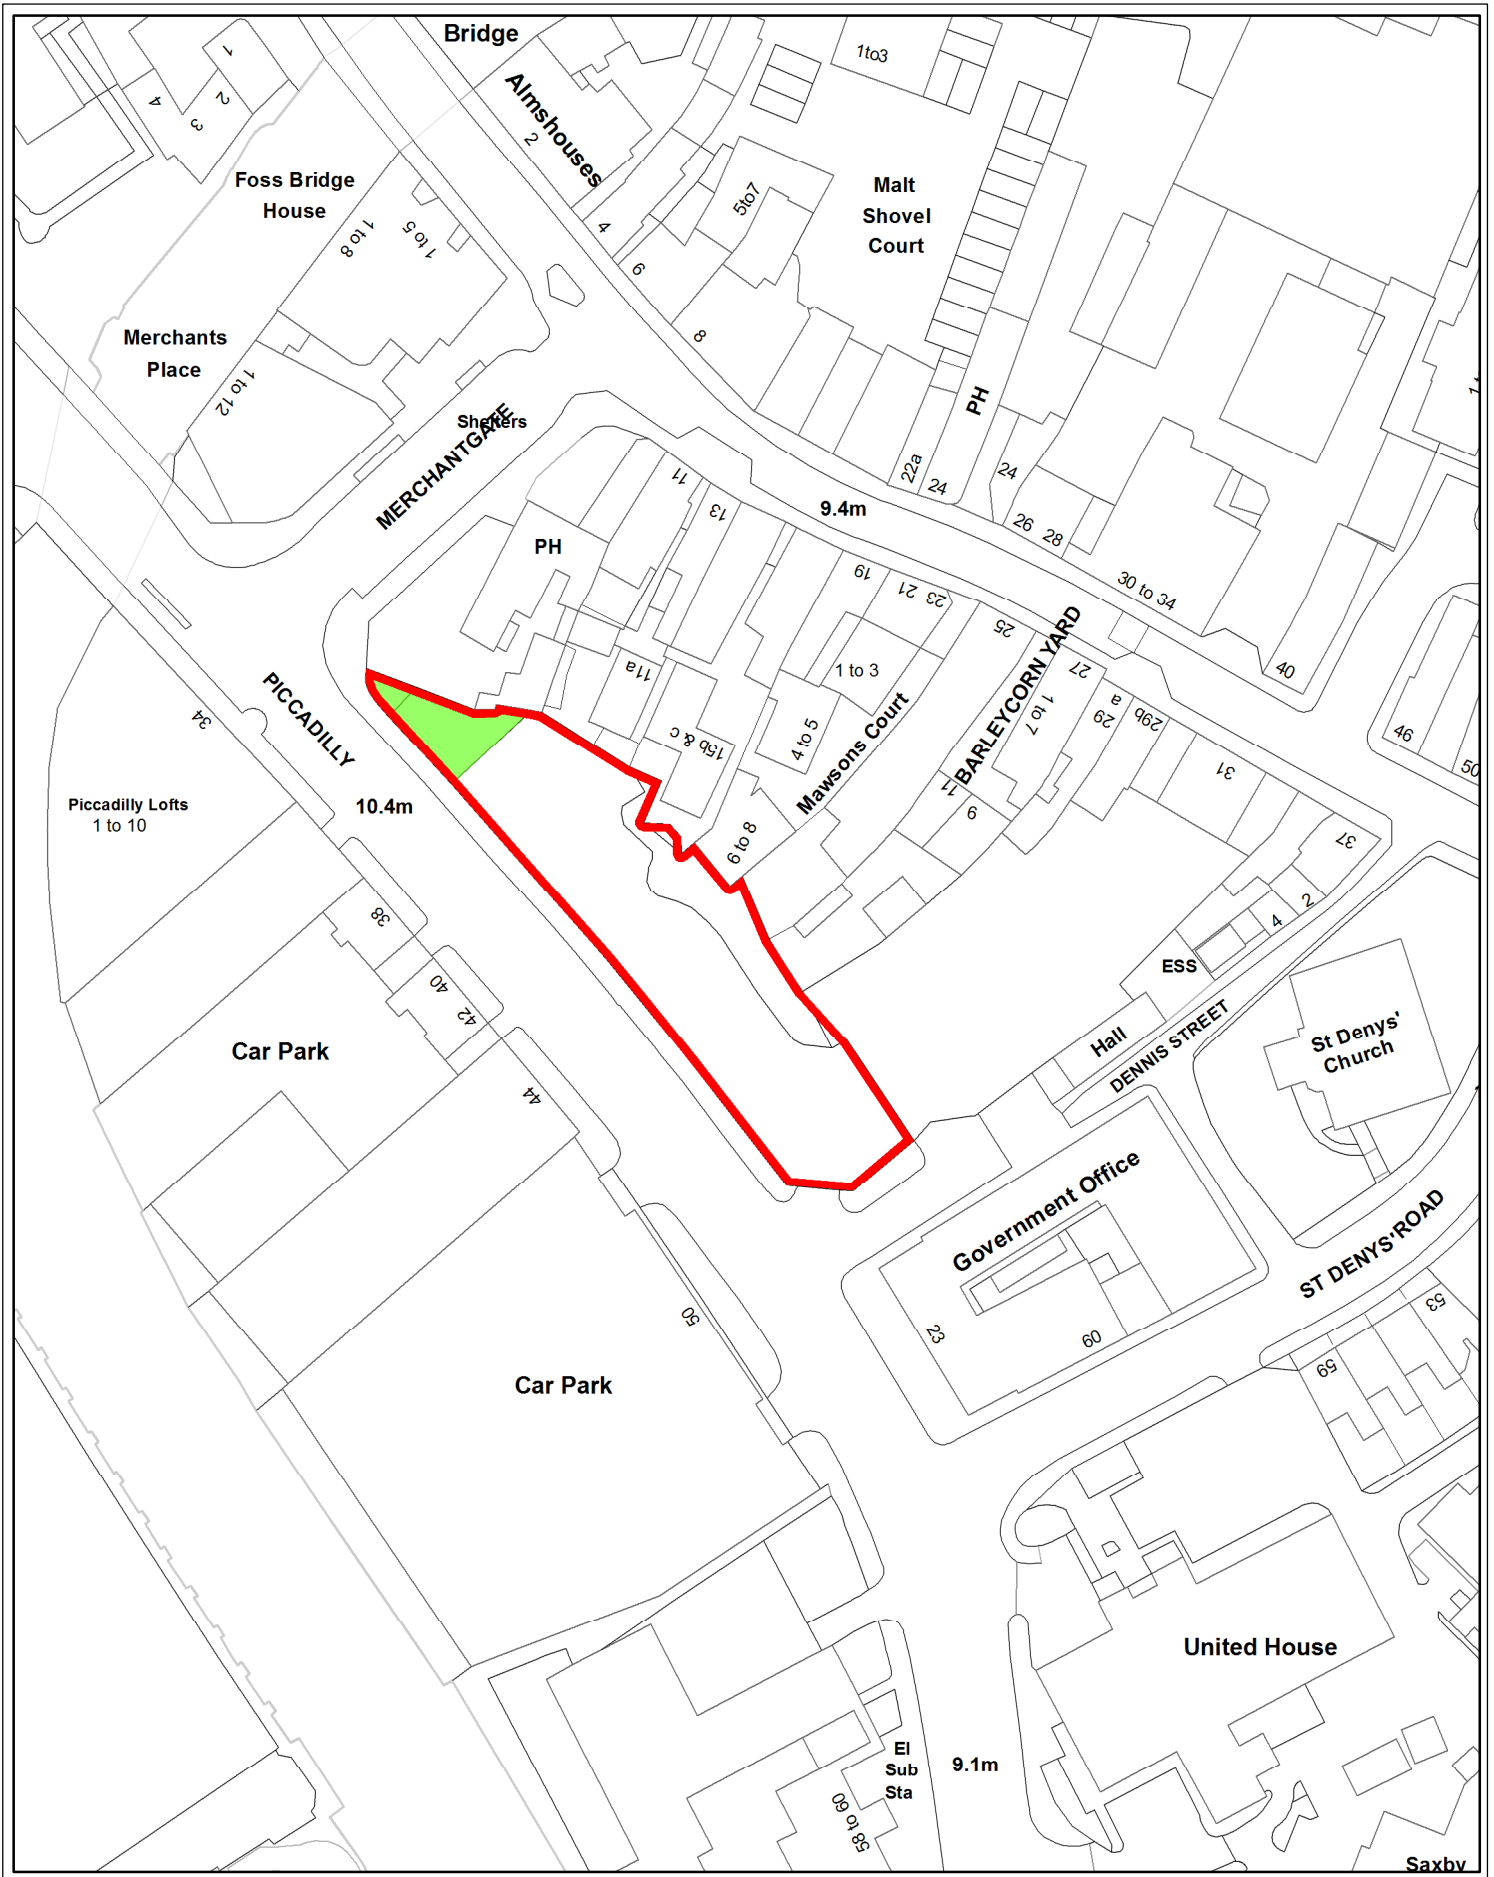 Bridge
Almshouses
1to3
1
2
3
4
2
Foss Bridge
House
1 to 8
1 to 5
5to7
Malt
Shovel
Court
4
6
8
Merchants
Place
1 to 12
Shelters
MERCHANTGATE
PH
22a
24
24
26
28
9.4m
11
13
PH
19
21
23
25
30 to 34
40
46
50
BARLEYCORN YARD
27
1 to 7
29
a
29b
31
37
11a
15b & c
1 to 3
4 to 5
Mawsons Court
6 to 8
11
9
2
4
ESS
PICCADILLY
34
10.4m
Piccadilly Lofts
1 to 10
38
40
42
44
Car Park
Hall
DENNIS STREET
St Denys'
Church
Government Office
23
60
ST DENYS'ROAD
53
59
50
Car Park
United House
El
Sub
Sta
9.1m
58 to 60
Saxby